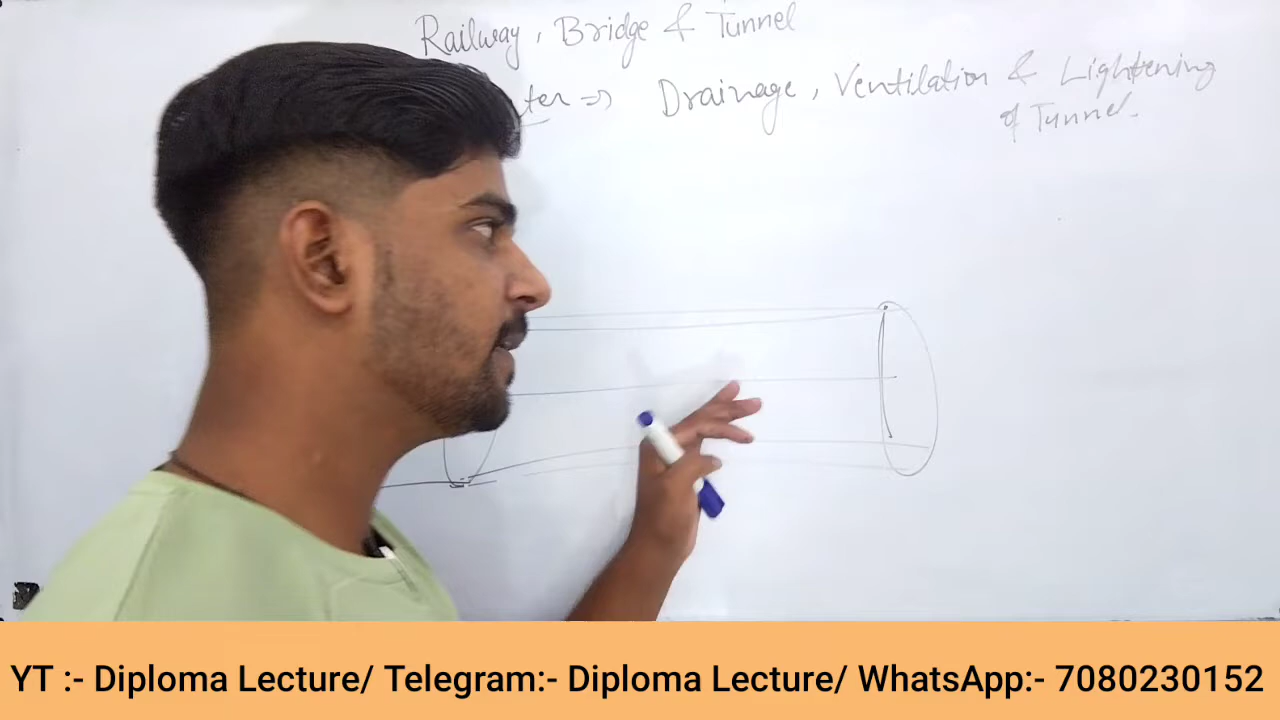 Railway, Bridge & Tunnel
⇒ Drainage, Ventilation & Lightening
of Tunnel.
YT :- Diploma Lecture/ Telegram:- Diploma Lecture/ WhatsApp:- 7080230152